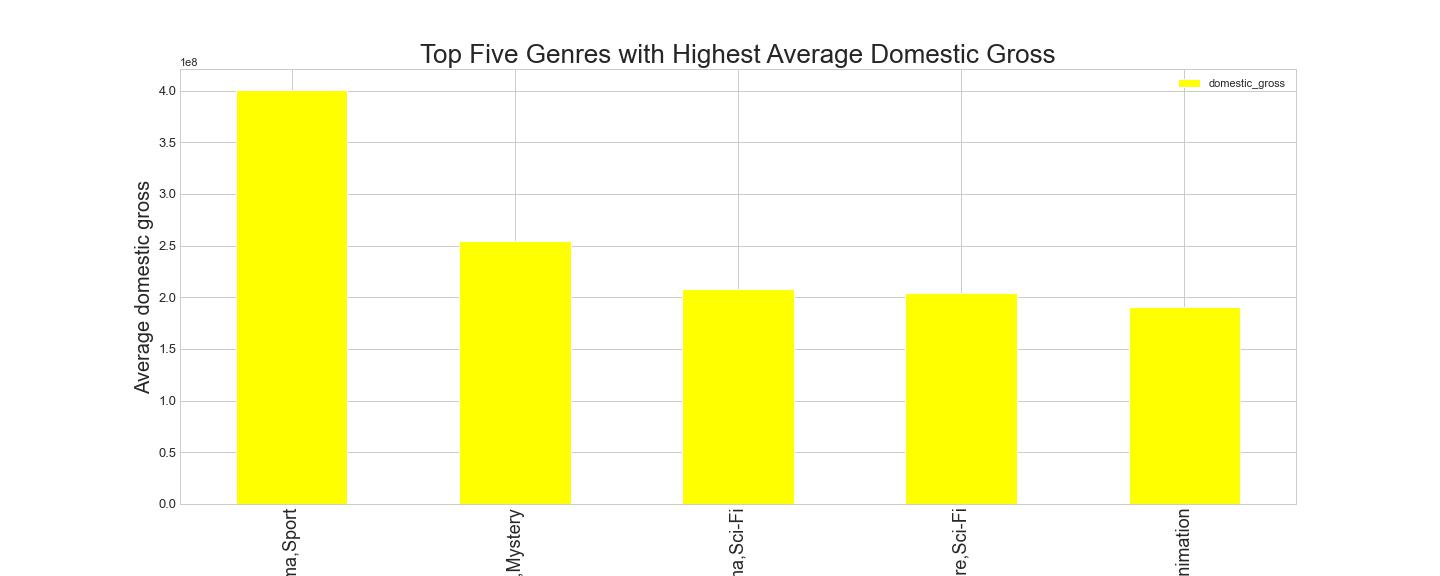 Top Five Genres with Highest Average Domestic Gross
1e8
domestic_gross
4.0
3.5
3.0
2.5
2.0
1.5
1.0
0.5
0.0
Average domestic gross
ma,Sport
,Mystery
na,Sci-Fi
re,Sci-Fi
nimation